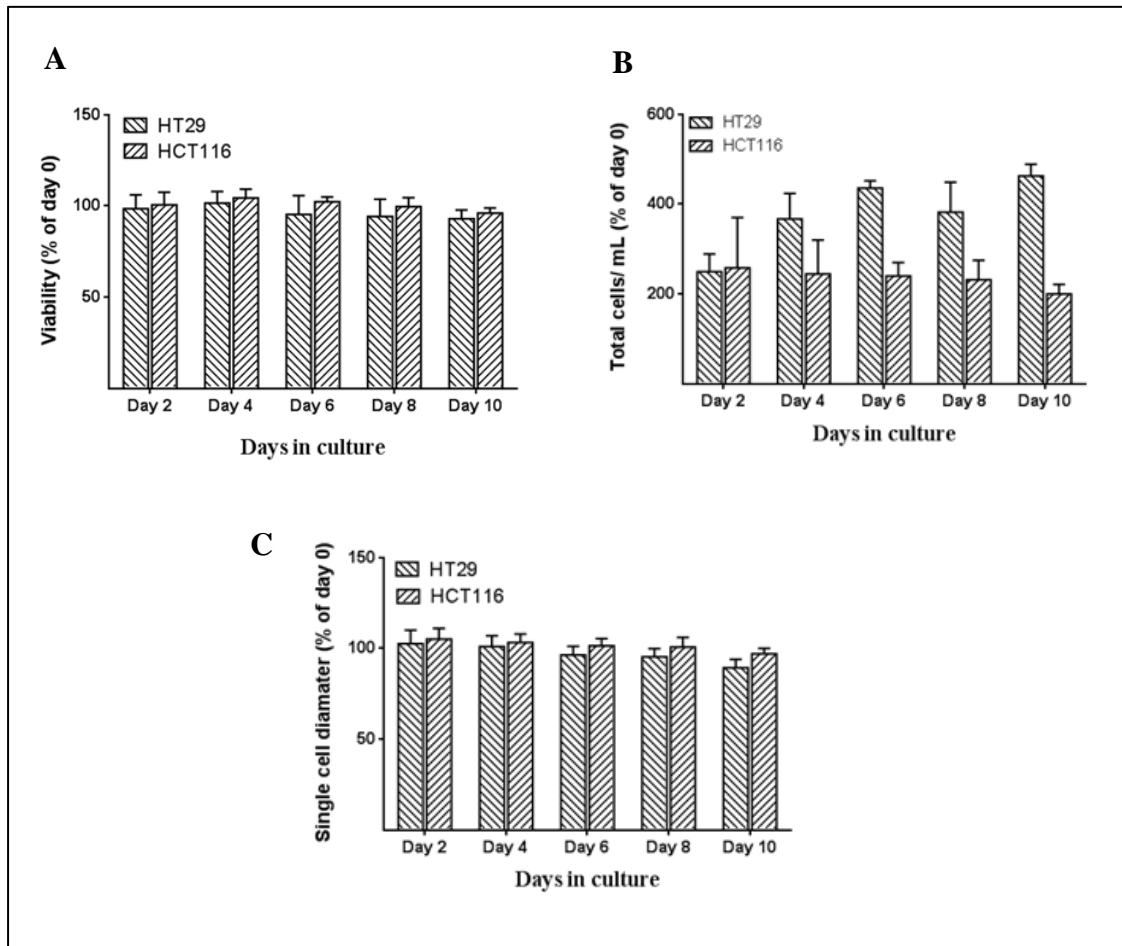 A
Viability (% of day 0)
150
100
50
HT29
HCT116
Day 2 Day 4 Day 6 Day 8 Day 10
Days in culture
B
Total cells/ mL (% of day 0)
600
400
200
HT29
HCT116
Day 2 Day 4 Day 6 Day 8 Day 10
Days in culture
C
Single cell diamater (% of day 0)
150
100
50
HT29
HCT116
Day 2 Day 4 Day 6 Day 8 Day 10
Days in culture